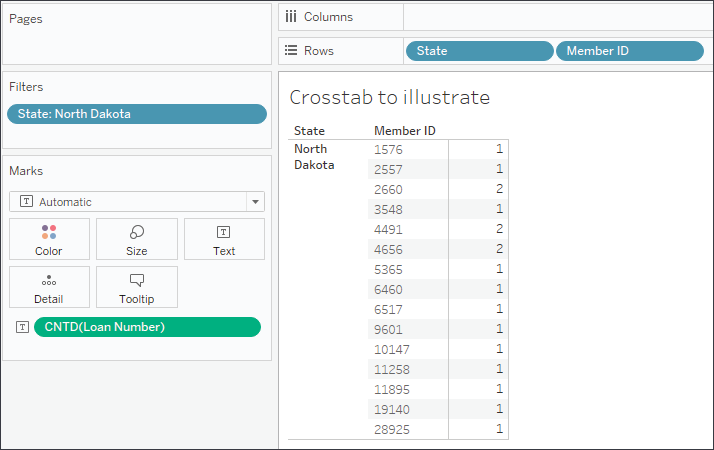 Pages
Columns
Rows
State
Member ID
Filters
State: North Dakota
Marks
T Automatic
Color
Size
T
Text
Detail
Tooltip
T CNTD(Loan Number)
Crosstab to illustrate
State Member ID
North Dakota 1576 1
2557 1
2660 2
3548 1
4491 2
4656 2
5365 1
6460 1
6517 1
9601 1
10147 1
11258 1
11895 1
19140 1
28925 1